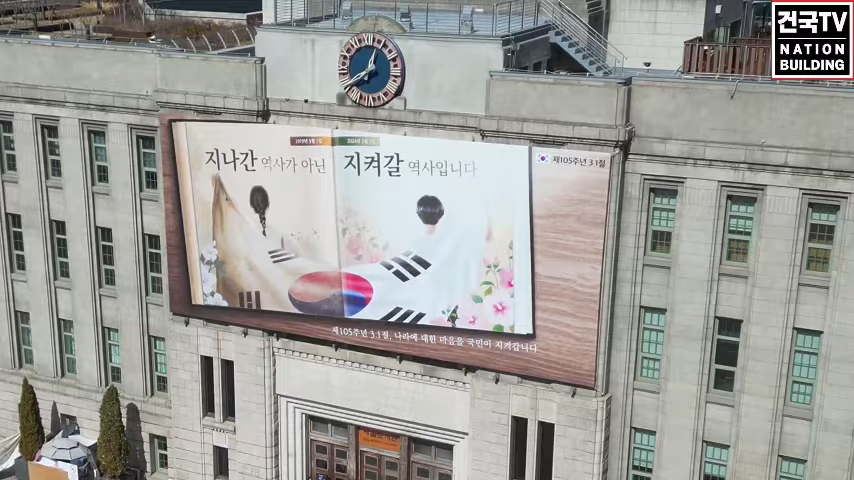 건국TV
NATION
BUILDING
지나간 역사가 아닌
지켜갈 역사입니다
제105주년 3.1절
제105주년 3.1절, 나라에 대한 마음을 국민이 지켜갑니다